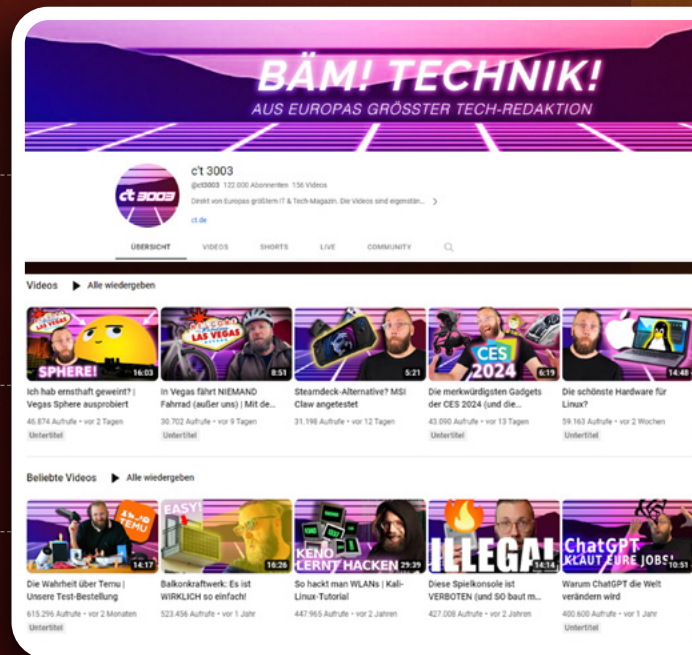 BÄM! TECHNIK!
AUS EUROPAS GRÖSSTER TECH-REDAKTION
c't 3003
c't 3003
@ct3003 122.000 Abonnenten 156 Videos
Direkt von Europas größtem IT & Tech-Magazin. Die Videos sind eigenstän...
ct.de
ÜBERSICHT VIDEOS SHORTS LIVE COMMUNITY
Videos Alle wiedergeben
LAS VEGAS
SPHERE!
16:03
LAS VEGAS
8:51
5:21
CES
2024
6:19
14:48
Ich hab ernsthaft geweint? |
Vegas Sphere ausprobiert
46.874 Aufrufe • vor 2 Tagen
Untertitel
In Vegas fährt NIEMAND
Fahrrad (außer uns) | Mit de...
30.702 Aufrufe • vor 9 Tagen
Untertitel
Steamdeck-Alternative? MSI
Claw angetestet
31.198 Aufrufe • vor 12 Tagen
Die merkwürdigsten Gadgets
der CES 2024 (und die...
43.090 Aufrufe • vor 13 Tagen
Untertitel
Die schönste Hardware für
Linux?
59.163 Aufrufe • vor 2 Wochen
Untertitel
Beliebte Videos Alle wiedergeben
TEMU
14:17
EASY!
16:26
KENO
LERNT HACKEN
29:39
ILLEGAL
14:14
ChatGPT
KLAUT EURE JOBS!
10:51
Die Wahrheit über Temu |
Unsere Test-Bestellung
615.296 Aufrufe • vor 2 Monaten
Untertitel
Balkonkraftwerk: Es ist
WIRKLICH so einfach!
523.456 Aufrufe • vor 1 Jahr
So hackt man WLANs | Kali-
Linux-Tutorial
447.965 Aufrufe • vor 2 Jahren
Diese Spielkonsole ist
VERBOTEN (und SO baut m...
427.008 Aufrufe • vor 2 Jahren
Warum ChatGPT die Welt
verändern wird
400.600 Aufrufe • vor 1 Jahr
Untertitel